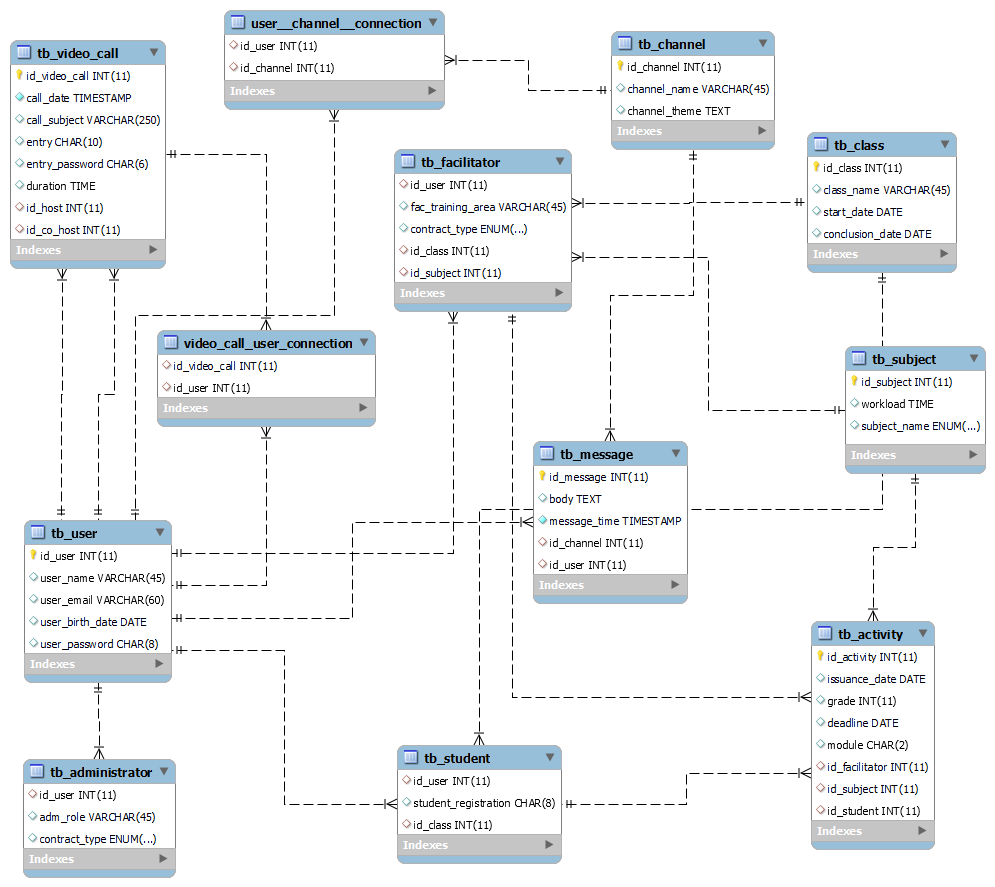 tb_video_call
id_video_call INT(11)
call_date TIMESTAMP
call_subject VARCHAR(250)
entry CHAR(10)
entry_password CHAR(6)
duration TIME
id_host INT(11)
id_co_host INT(11)
Indexes
user__channel__connection
id_user INT(11)
id_channel INT(11)
Indexes
tb_channel
id_channel INT(11)
channel_name VARCHAR(45)
channel_theme TEXT
Indexes
tb_facilitator
id_user INT(11)
fac_training_area VARCHAR(45)
contract_type ENUM(...)
id_class INT(11)
id_subject INT(11)
Indexes
tb_class
id_class INT(11)
class_name VARCHAR(45)
start_date DATE
conclusion_date DATE
Indexes
video_call_user_connection
id_video_call INT(11)
id_user INT(11)
Indexes
tb_subject
id_subject INT(11)
workload TIME
subject_name ENUM(...)
Indexes
tb_message
id_message INT(11)
body TEXT
message_time TIMESTAMP
id_channel INT(11)
id_user INT(11)
Indexes
tb_user
id_user INT(11)
user_name VARCHAR(45)
user_email VARCHAR(60)
user_birth_date DATE
user_password CHAR(8)
Indexes
tb_activity
id_activity INT(11)
issuance_date DATE
grade INT(11)
deadline DATE
module CHAR(2)
id_facilitator INT(11)
id_subject INT(11)
id_student INT(11)
Indexes
tb_administrator
id_user INT(11)
adm_role VARCHAR(45)
contract_type ENUM(...)
Indexes
tb_student
id_user INT(11)
student_registration CHAR(8)
id_class INT(11)
Indexes